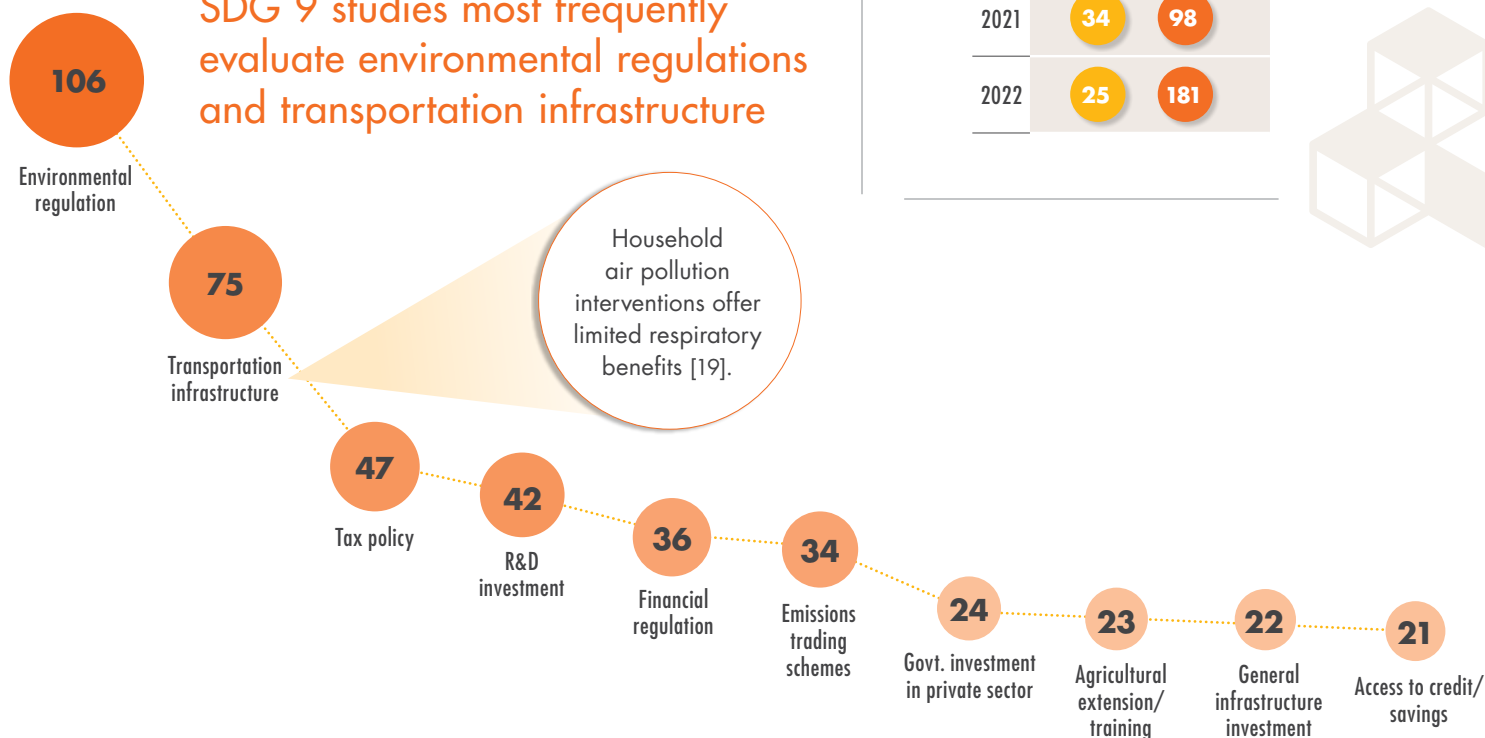 SDG 9 studies most frequently
evaluate environmental regulations
and transportation infrastructure
2021
34
98
2022
25
181
106
Environmental
regulation
75
Transportation
infrastructure
Household
air pollution
interventions offer
limited respiratory
benefits [19].
47
Tax policy
42
R&D
investment
36
Financial
regulation
34
Emissions
trading
schemes
24
Govt. investment
in private sector
23
Agricultural
extension/
training
22
General
infrastructure
investment
21
Access to credit/
savings